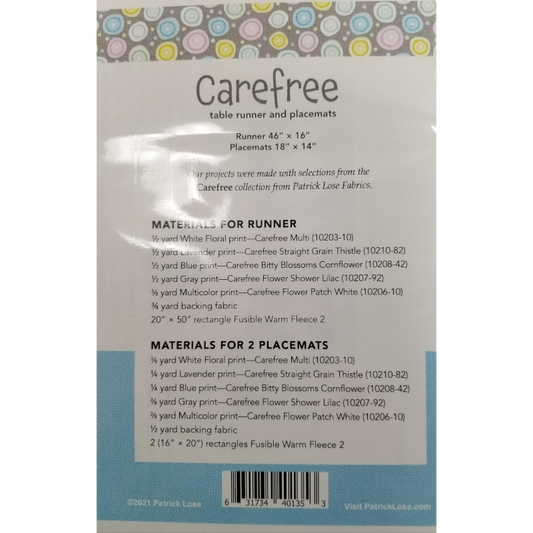 Carefree
table runner and placemats
Runner 46" × 16"
Placemats 18" × 14"
Our projects were made with selections from the
Carefree collection from Patrick Lose Fabrics.
MATERIALS FOR RUNNER
½ yard White Floral print—Carefree Multi (10203-10)
½ yard Lavender print—Carefree Straight Grain Thistle (10210-82)
½ yard Blue print—Carefree Bitty Blossoms Cornflower (10208-42)
½ yard Gray print—Carefree Flower Shower Lilac (10207-92)
⅜ yard Multicolor print—Carefree Flower Patch White (10206-10)
¾ yard backing fabric
20" × 50" rectangle Fusible Warm Fleece 2
MATERIALS FOR 2 PLACEMATS
⅜ yard White Floral print—Carefree Multi (10203-10)
¼ yard Lavender print—Carefree Straight Grain Thistle (10210-82)
¼ yard Blue print—Carefree Bitty Blossoms Cornflower (10208-42)
⅜ yard Gray print—Carefree Flower Shower Lilac (10207-92)
⅜ yard Multicolor print—Carefree Flower Patch White (10206-10)
½ yard backing fabric
2 (16" × 20") rectangles Fusible Warm Fleece 2
6 31734 40135 3
©2021 Patrick Lose
Visit PatrickLose.com